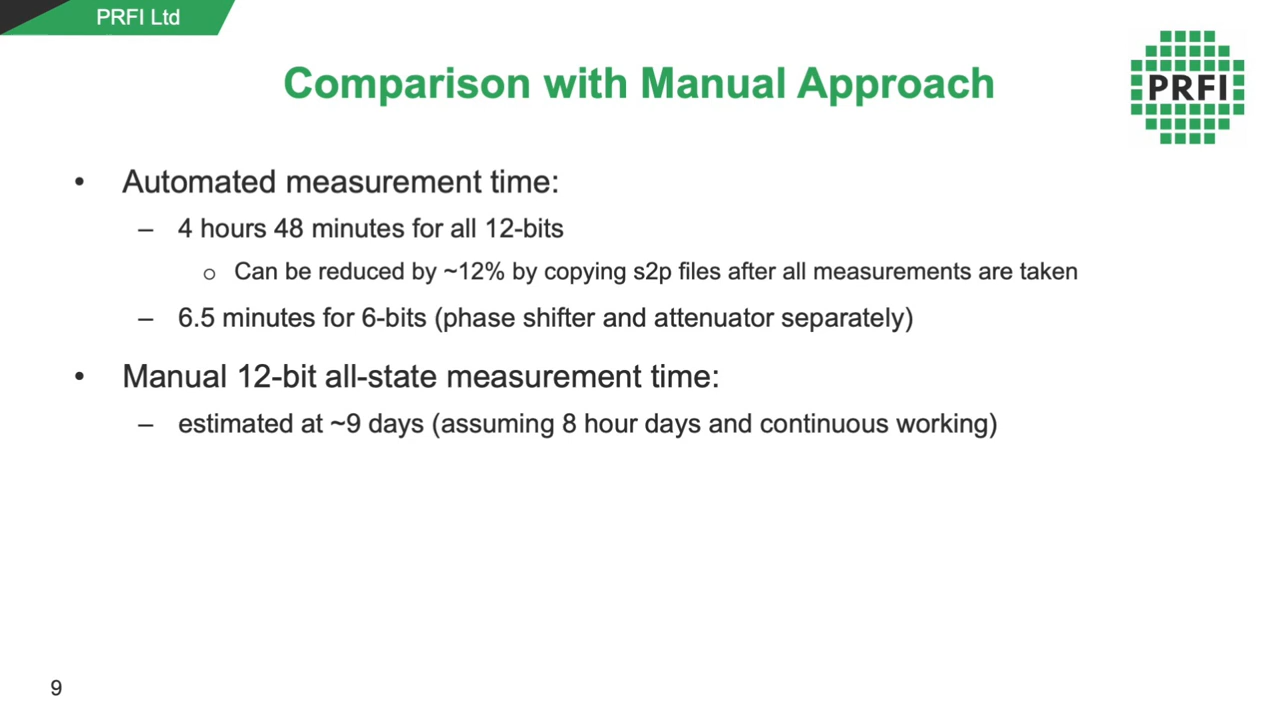 PRFI Ltd
Comparison with Manual Approach
PRFI
• Automated measurement time:
– 4 hours 48 minutes for all 12-bits
o Can be reduced by ~12% by copying s2p files after all measurements are taken
– 6.5 minutes for 6-bits (phase shifter and attenuator separately)
• Manual 12-bit all-state measurement time:
– estimated at ~9 days (assuming 8 hour days and continuous working)
9